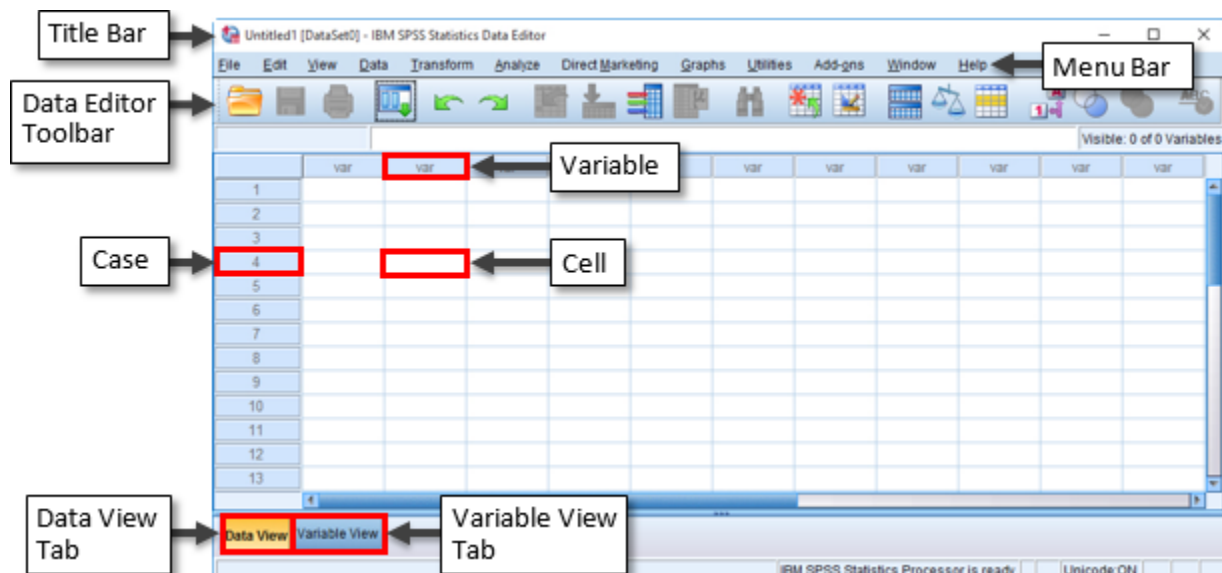 Title Bar
Untitled1 [DataSet0] - IBM SPSS Statistics Data Editor
File Edit View Data Transform Analyze Direct Marketing Graphs Utilities Add-ons Window Help
Menu Bar
Data Editor
Toolbar
Visible: 0 of 0 Variables
Variable
var var var var var var var var var
1
2
3
Case
4
Cell
5
6
7
8
9
10
11
12
13
Data View
Tab
Data View Variable View
Variable View
Tab
IBM SPSS Statistics Processor is ready Unicode:ON